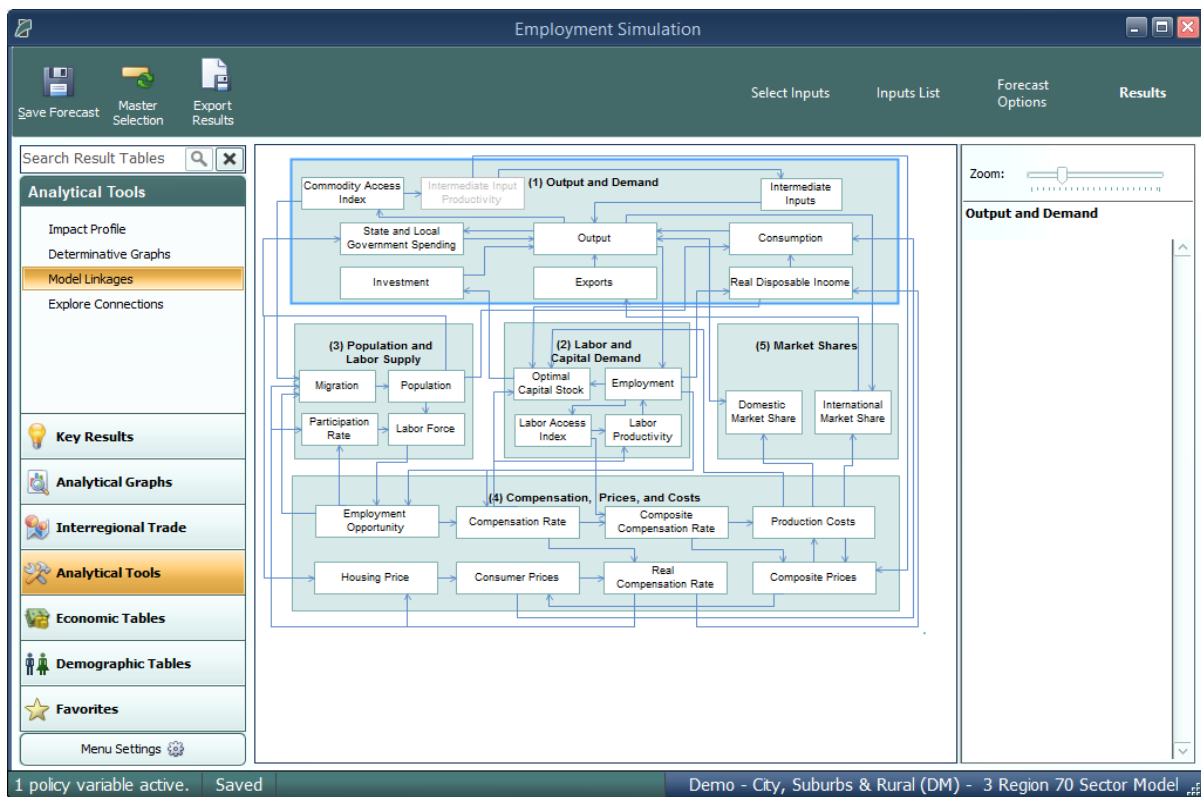 Employment Simulation
Save Forecast
Master
Selection
Export
Results
Select Inputs
Inputs List
Forecast
Options
Results
Search Result Tables
Analytical Tools
Impact Profile
Determinative Graphs
Model Linkages
Explore Connections
Key Results
Analytical Graphs
Interregional Trade
Analytical Tools
Economic Tables
Demographic Tables
Favorites
Menu Settings
(1) Output and Demand
Commodity Access
Index
Intermediate Input
Productivity
Intermediate
Inputs
State and Local
Government Spending
Output
Consumption
Investment
Exports
Real Disposable Income
(3) Population and
Labor Supply
Migration
Population
Participation
Rate
Labor Force
(2) Labor and
Capital Demand
Optimal
Capital Stock
Employment
Labor Access
Index
Labor
Productivity
(5) Market Shares
Domestic
Market Share
International
Market Share
(4) Compensation, Prices, and Costs
Employment
Opportunity
Compensation Rate
Composite
Compensation Rate
Production Costs
Housing Price
Consumer Prices
Real
Compensation Rate
Composite Prices
Zoom:
Output and Demand
1 policy variable active.
Saved
Demo - City, Suburbs & Rural (DM) - 3 Region 70 Sector Model